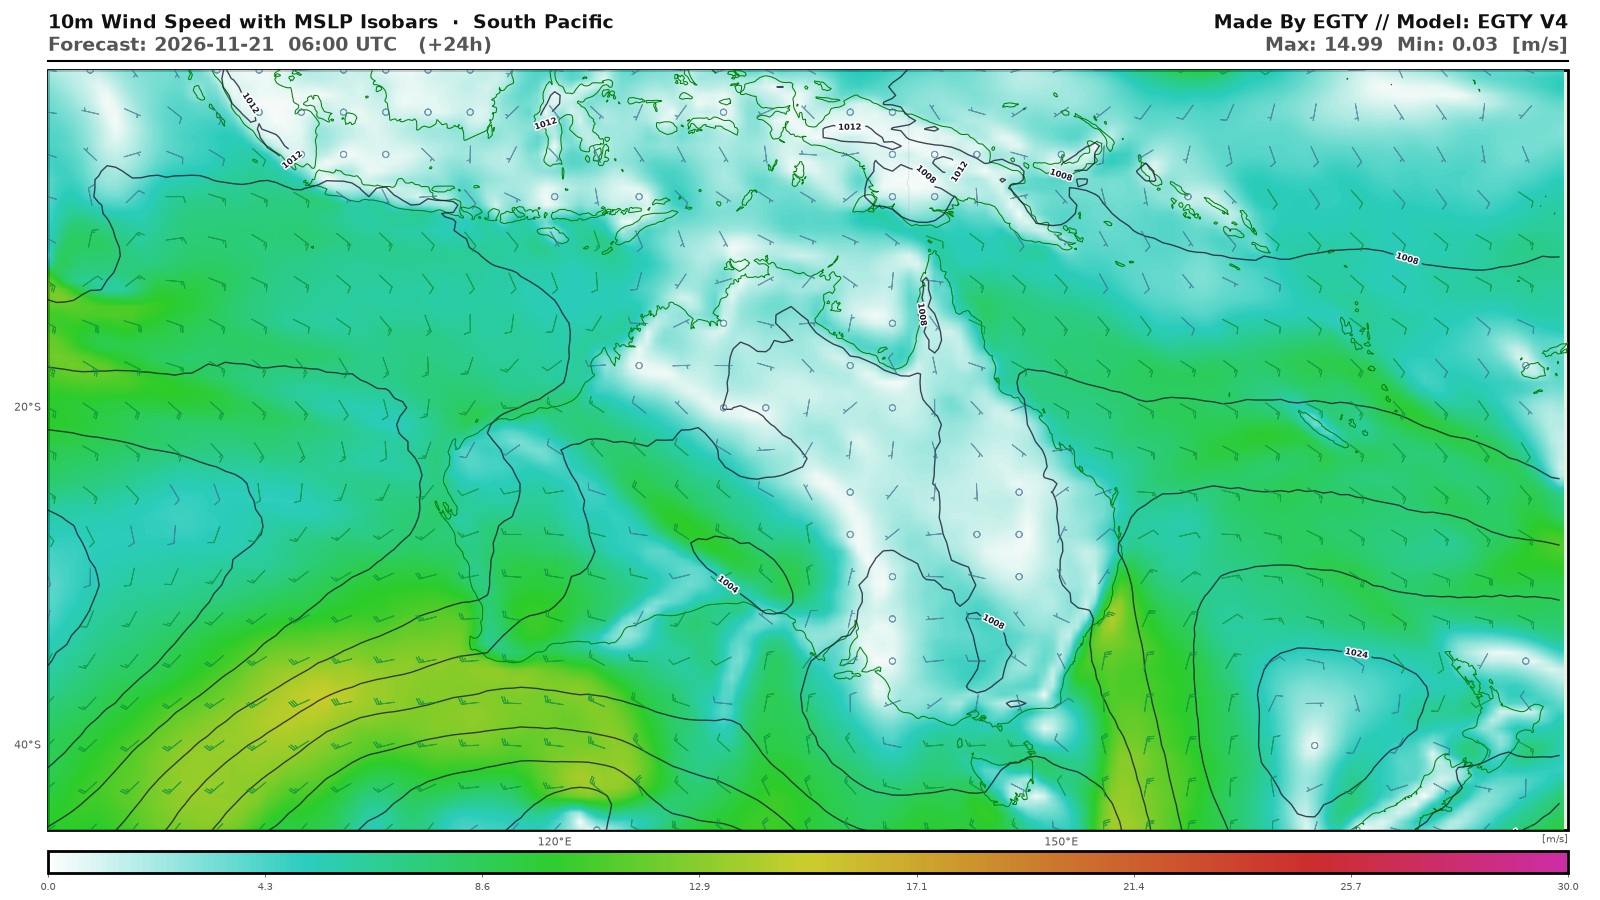 10m Wind Speed with MSLP Isobars · South Pacific
Made By EGTY // Model: EGTY V4
Forecast: 2026-11-21 06:00 UTC (+24h)
Max: 14.99 Min: 0.03 [m/s]
1012
1012
1012
1012
1008
1012
1008
1008
1008
20°S
1004
1008
1024
40°S
120°E
150°E
[m/s]
0.0
4.3
8.6
12.9
17.1
21.4
25.7
30.0